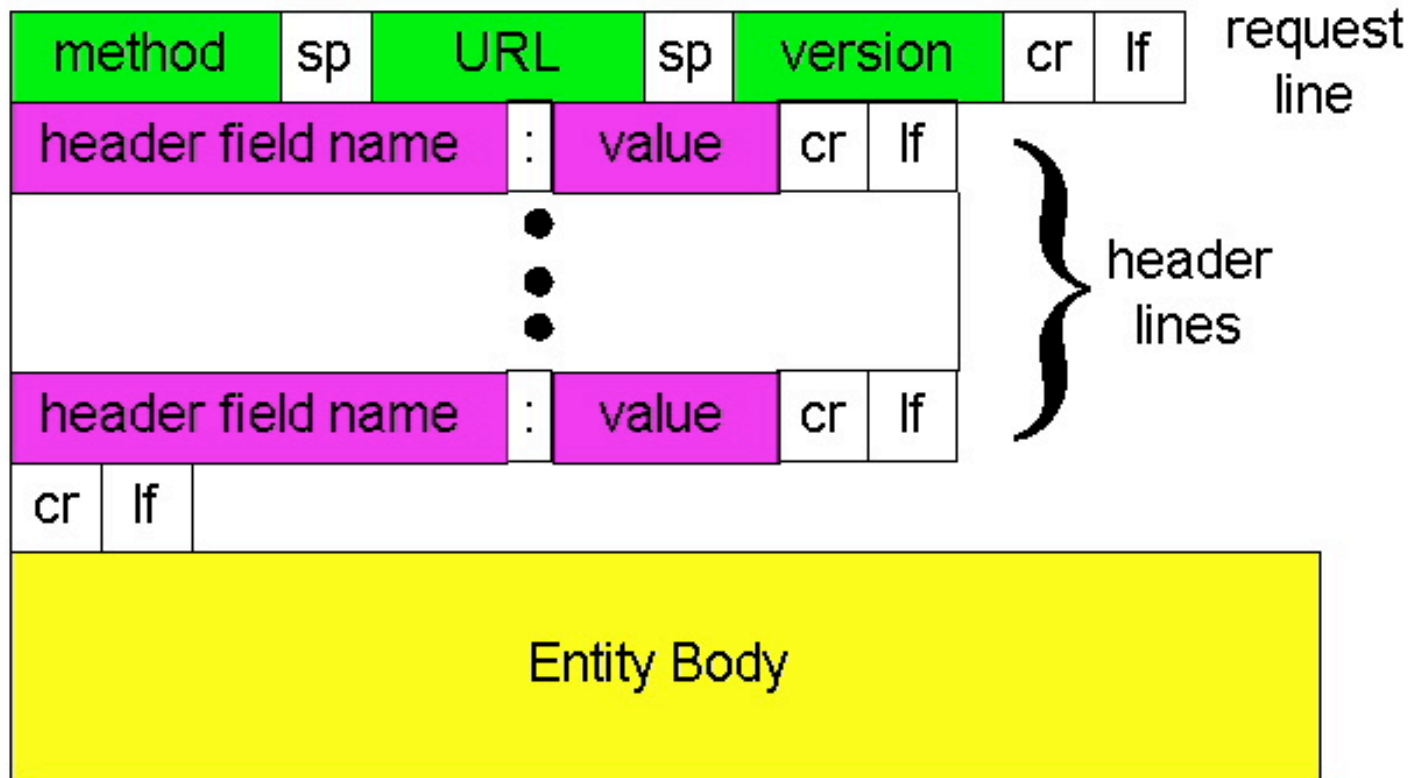 method sp URL sp version cr lf request line
header field name : value cr lf
header lines
header field name : value cr lf
cr lf
Entity Body